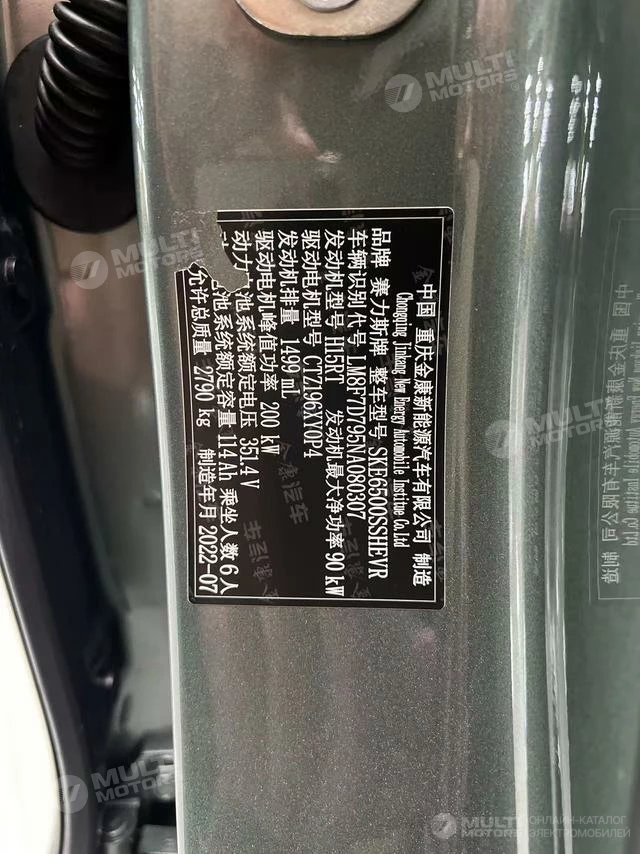 中国 重庆金康新能源汽车有限公司 制造
Chongqing Jinkang New Energy Automobile Institue Co.Ltd
品牌 赛力斯牌 整车型号 SKE6500SSHEVR
车辆识别代号 LM8F7D795NA080307
发动机型号 H15RT 发动机最大净功率 90 kW
驱动电机型号 CTZ196XY0P4
发动机排量 1499 mL
驱动电机峰值功率 200 kW
动力 池系统额定电压 351.4 V
池系统额定容量 114 Ah 乘坐人数 6 人
允许总质量 2790 kg 制造年月 2022-07
MULTI
MOTORS
MULTI
MOTORS
MULTI
MOTORS
MULTI
MOTORS
MULTI
MOTORS
ОНЛАЙН-КАТАЛОГ
ЭЛЕКТРОМОБИЛЕЙ